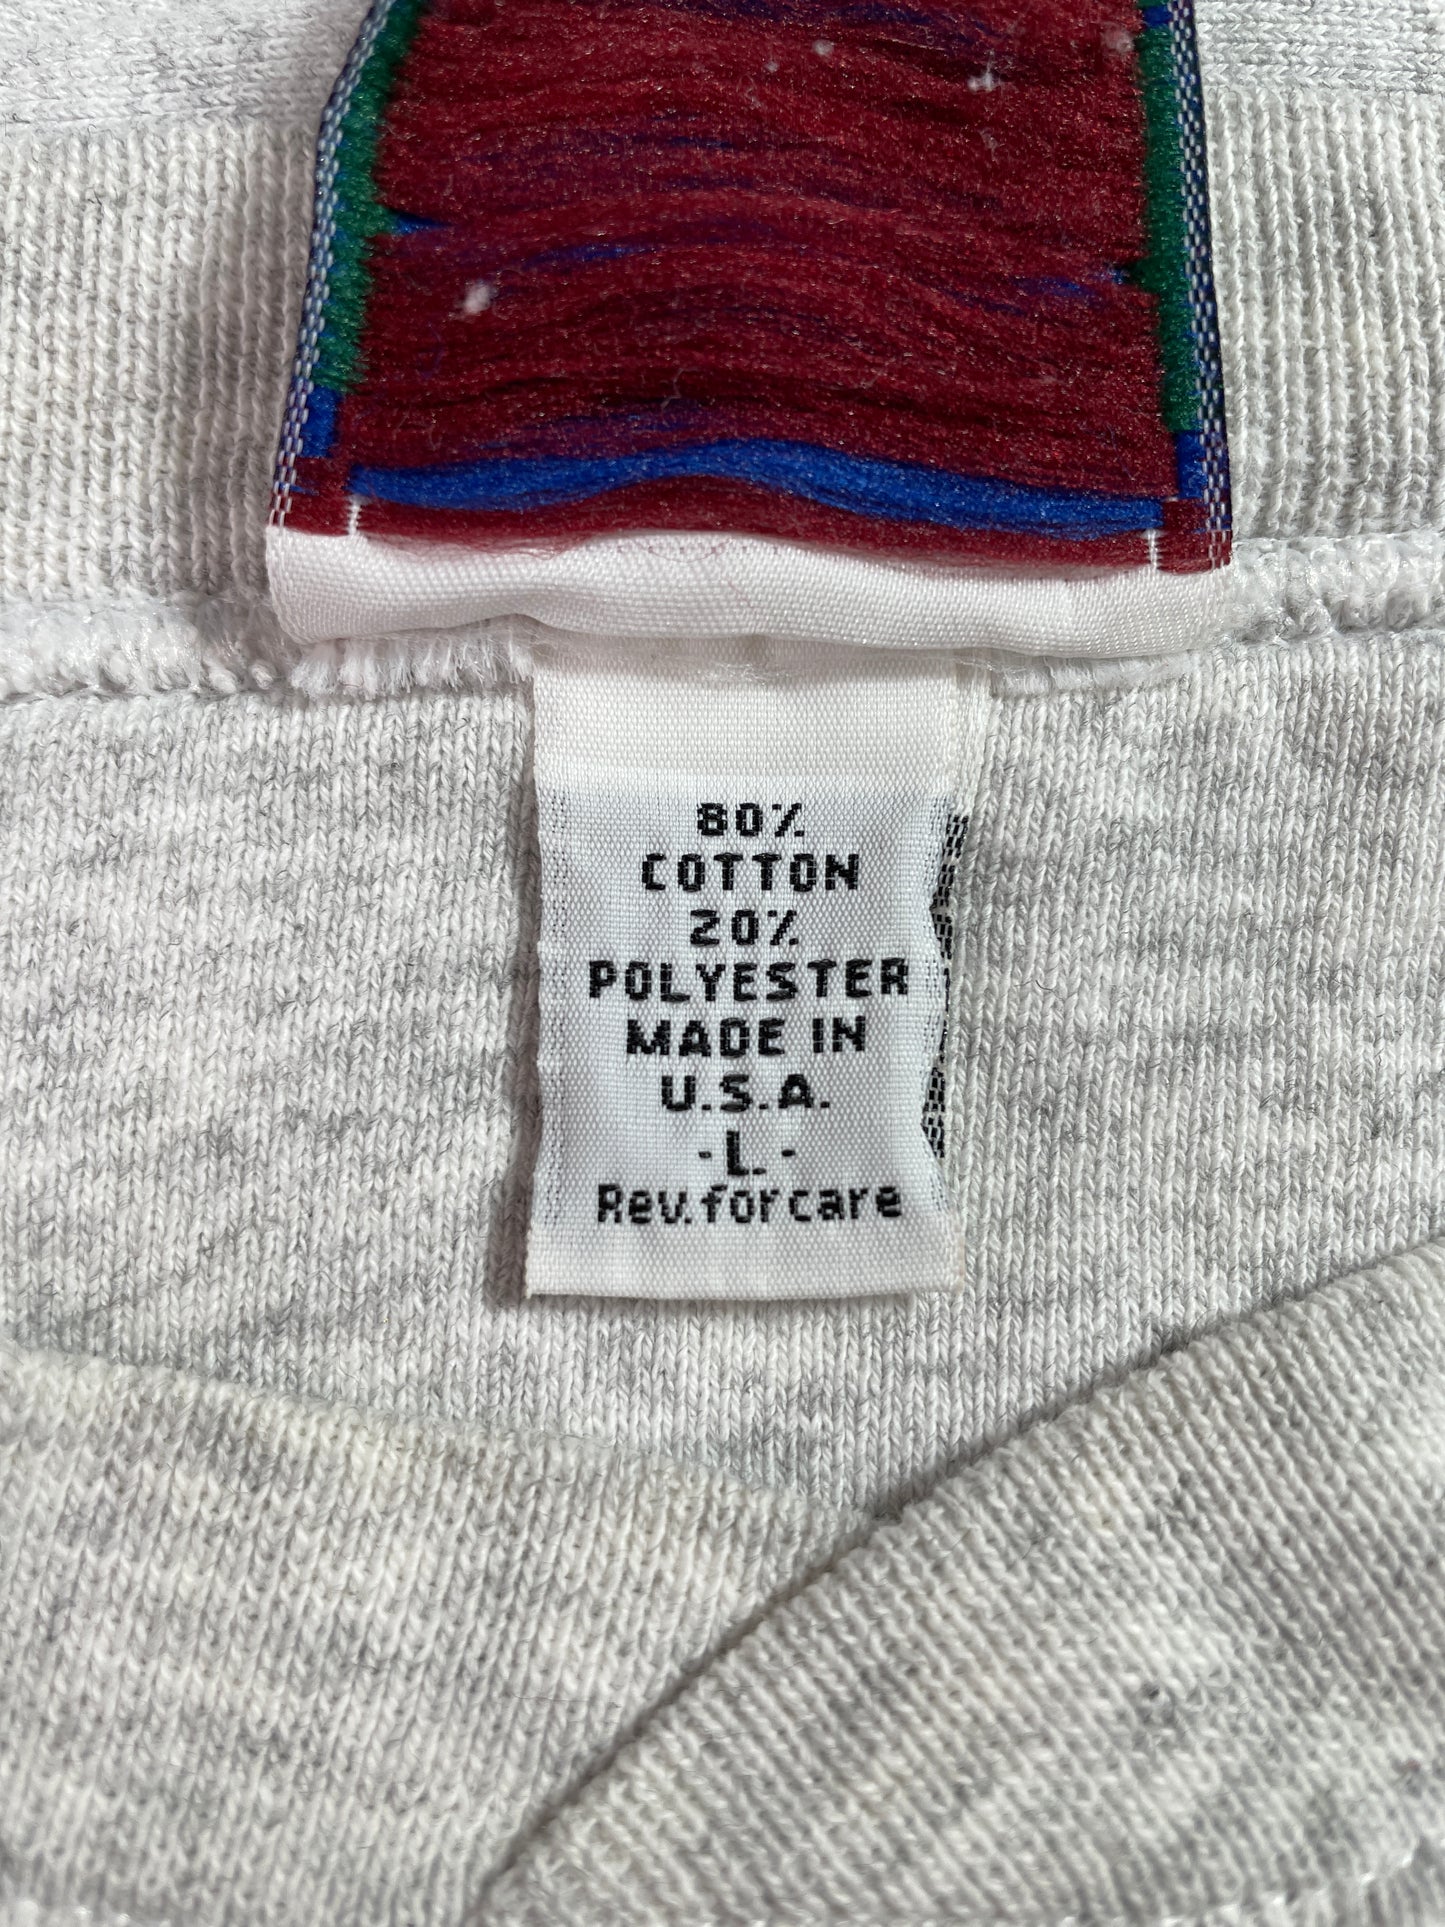 80%
COTTON
20%
POLYESTER
MADE IN
U.S.A.
- L. -
Rev. for care